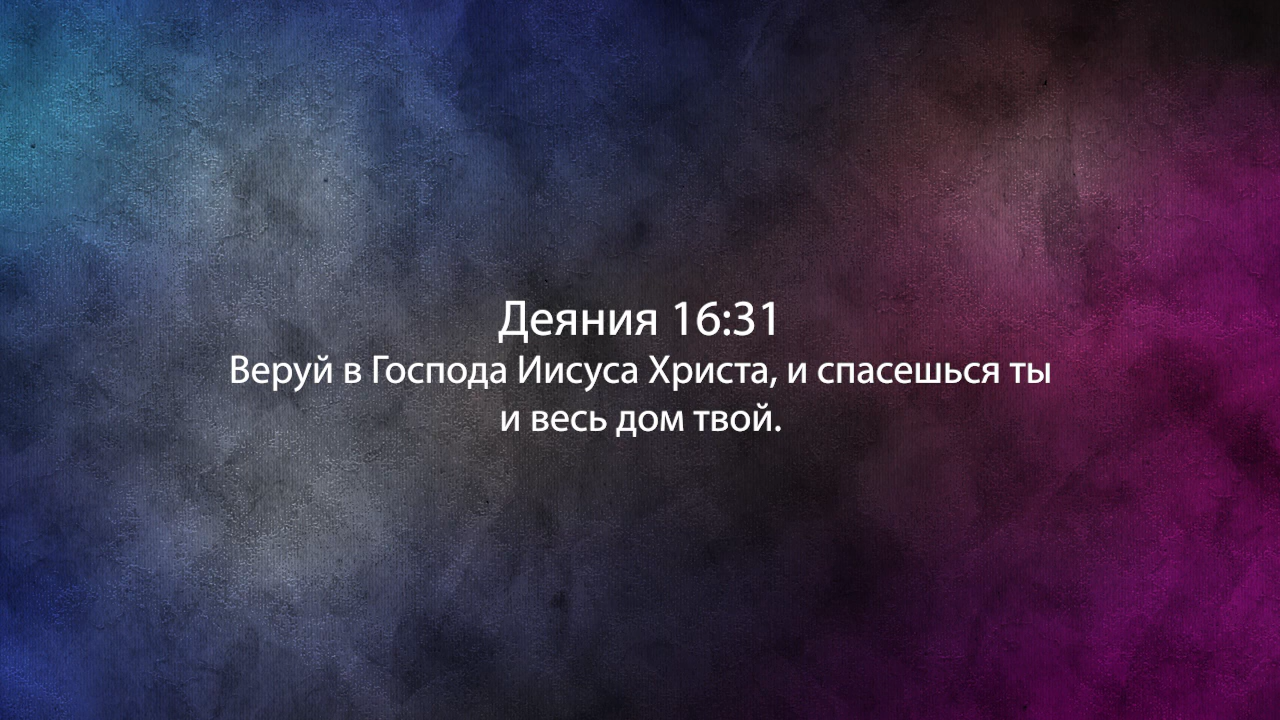 Деяния 16:31
Веруй в Господа Иисуса Христа, и спасешься ты
и весь дом твой.